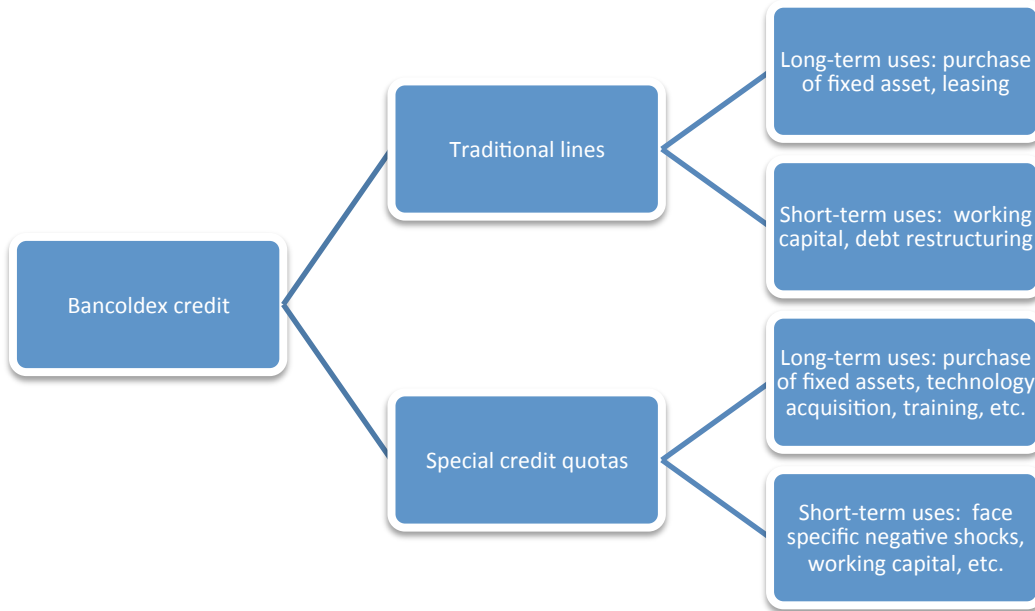 Long-term uses: purchase
of fixed asset, leasing
Traditional lines
Short-term uses:  working
capital, debt restructuring
Bancoldex credit
Long-term uses: purchase
of fixed assets, technology
acquisition, training, etc.
Special credit quotas
Short-term uses:  face
specific negative shocks,
working capital, etc.